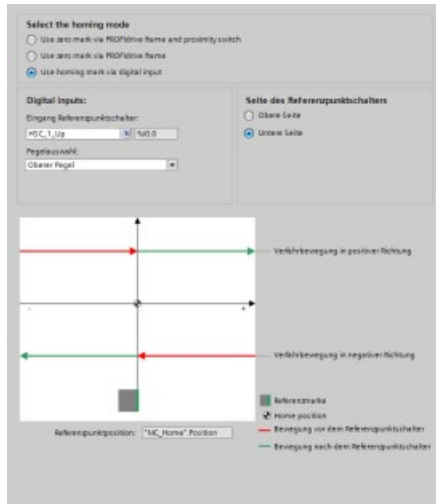 Select the homing mode
Use zero mark via PROFIdrive frame and proximity switch
Use zero mark via PROFIdrive frame
Use homing mark via digital input
Digital inputs:
Eingang Referenzpunktschalter:
HSC_1_Up
%I0.0
Pegelauswahl:
Oberer Pegel
Seite des Referenzpunktschalters
Obere Seite
Untere Seite
Verfahrbewegung in positiver Richtung
- +
Verfahrbewegung in negativer Richtung
Referenzmarke
Home position
Bewegung vor dem Referenzpunktschalter
Bewegung nach dem Referenzpunktschalter
Referenzpunktposition: "MC_Home".Position